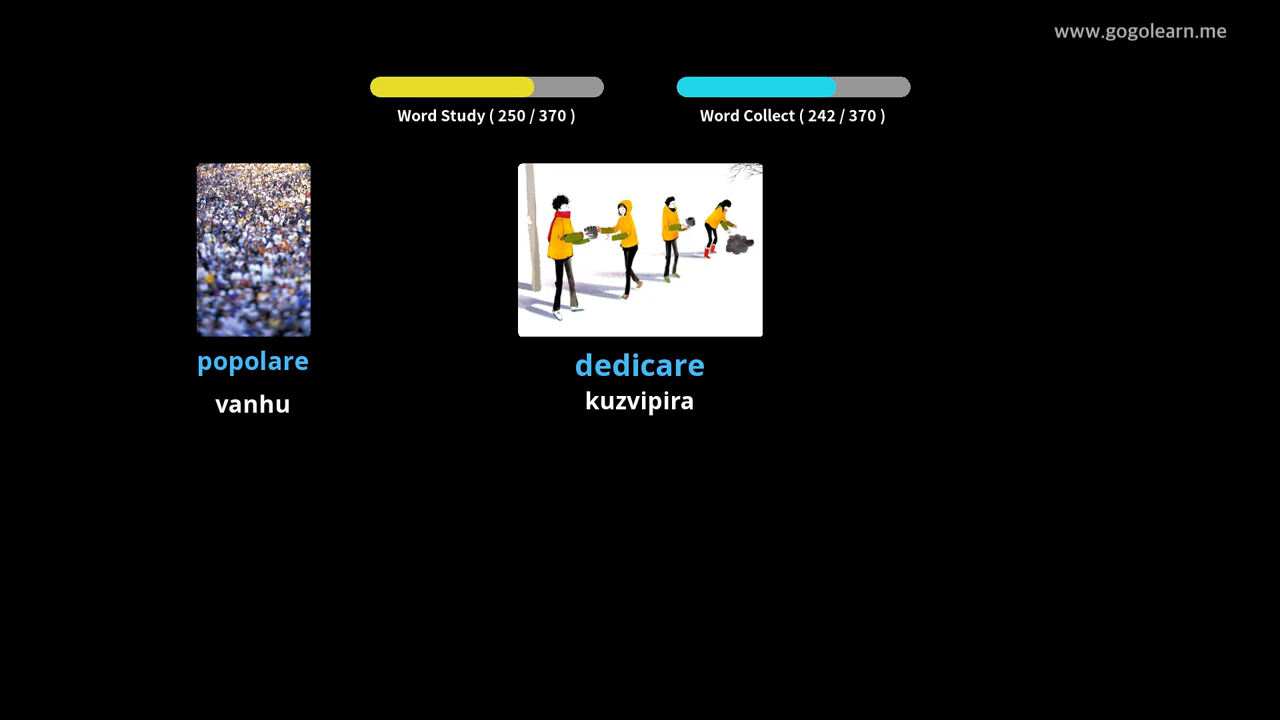 www.gogolearn.me
Word Study ( 250 / 370 )
Word Collect ( 242 / 370 )
popolare
vanhu
dedicare
kuzvipira